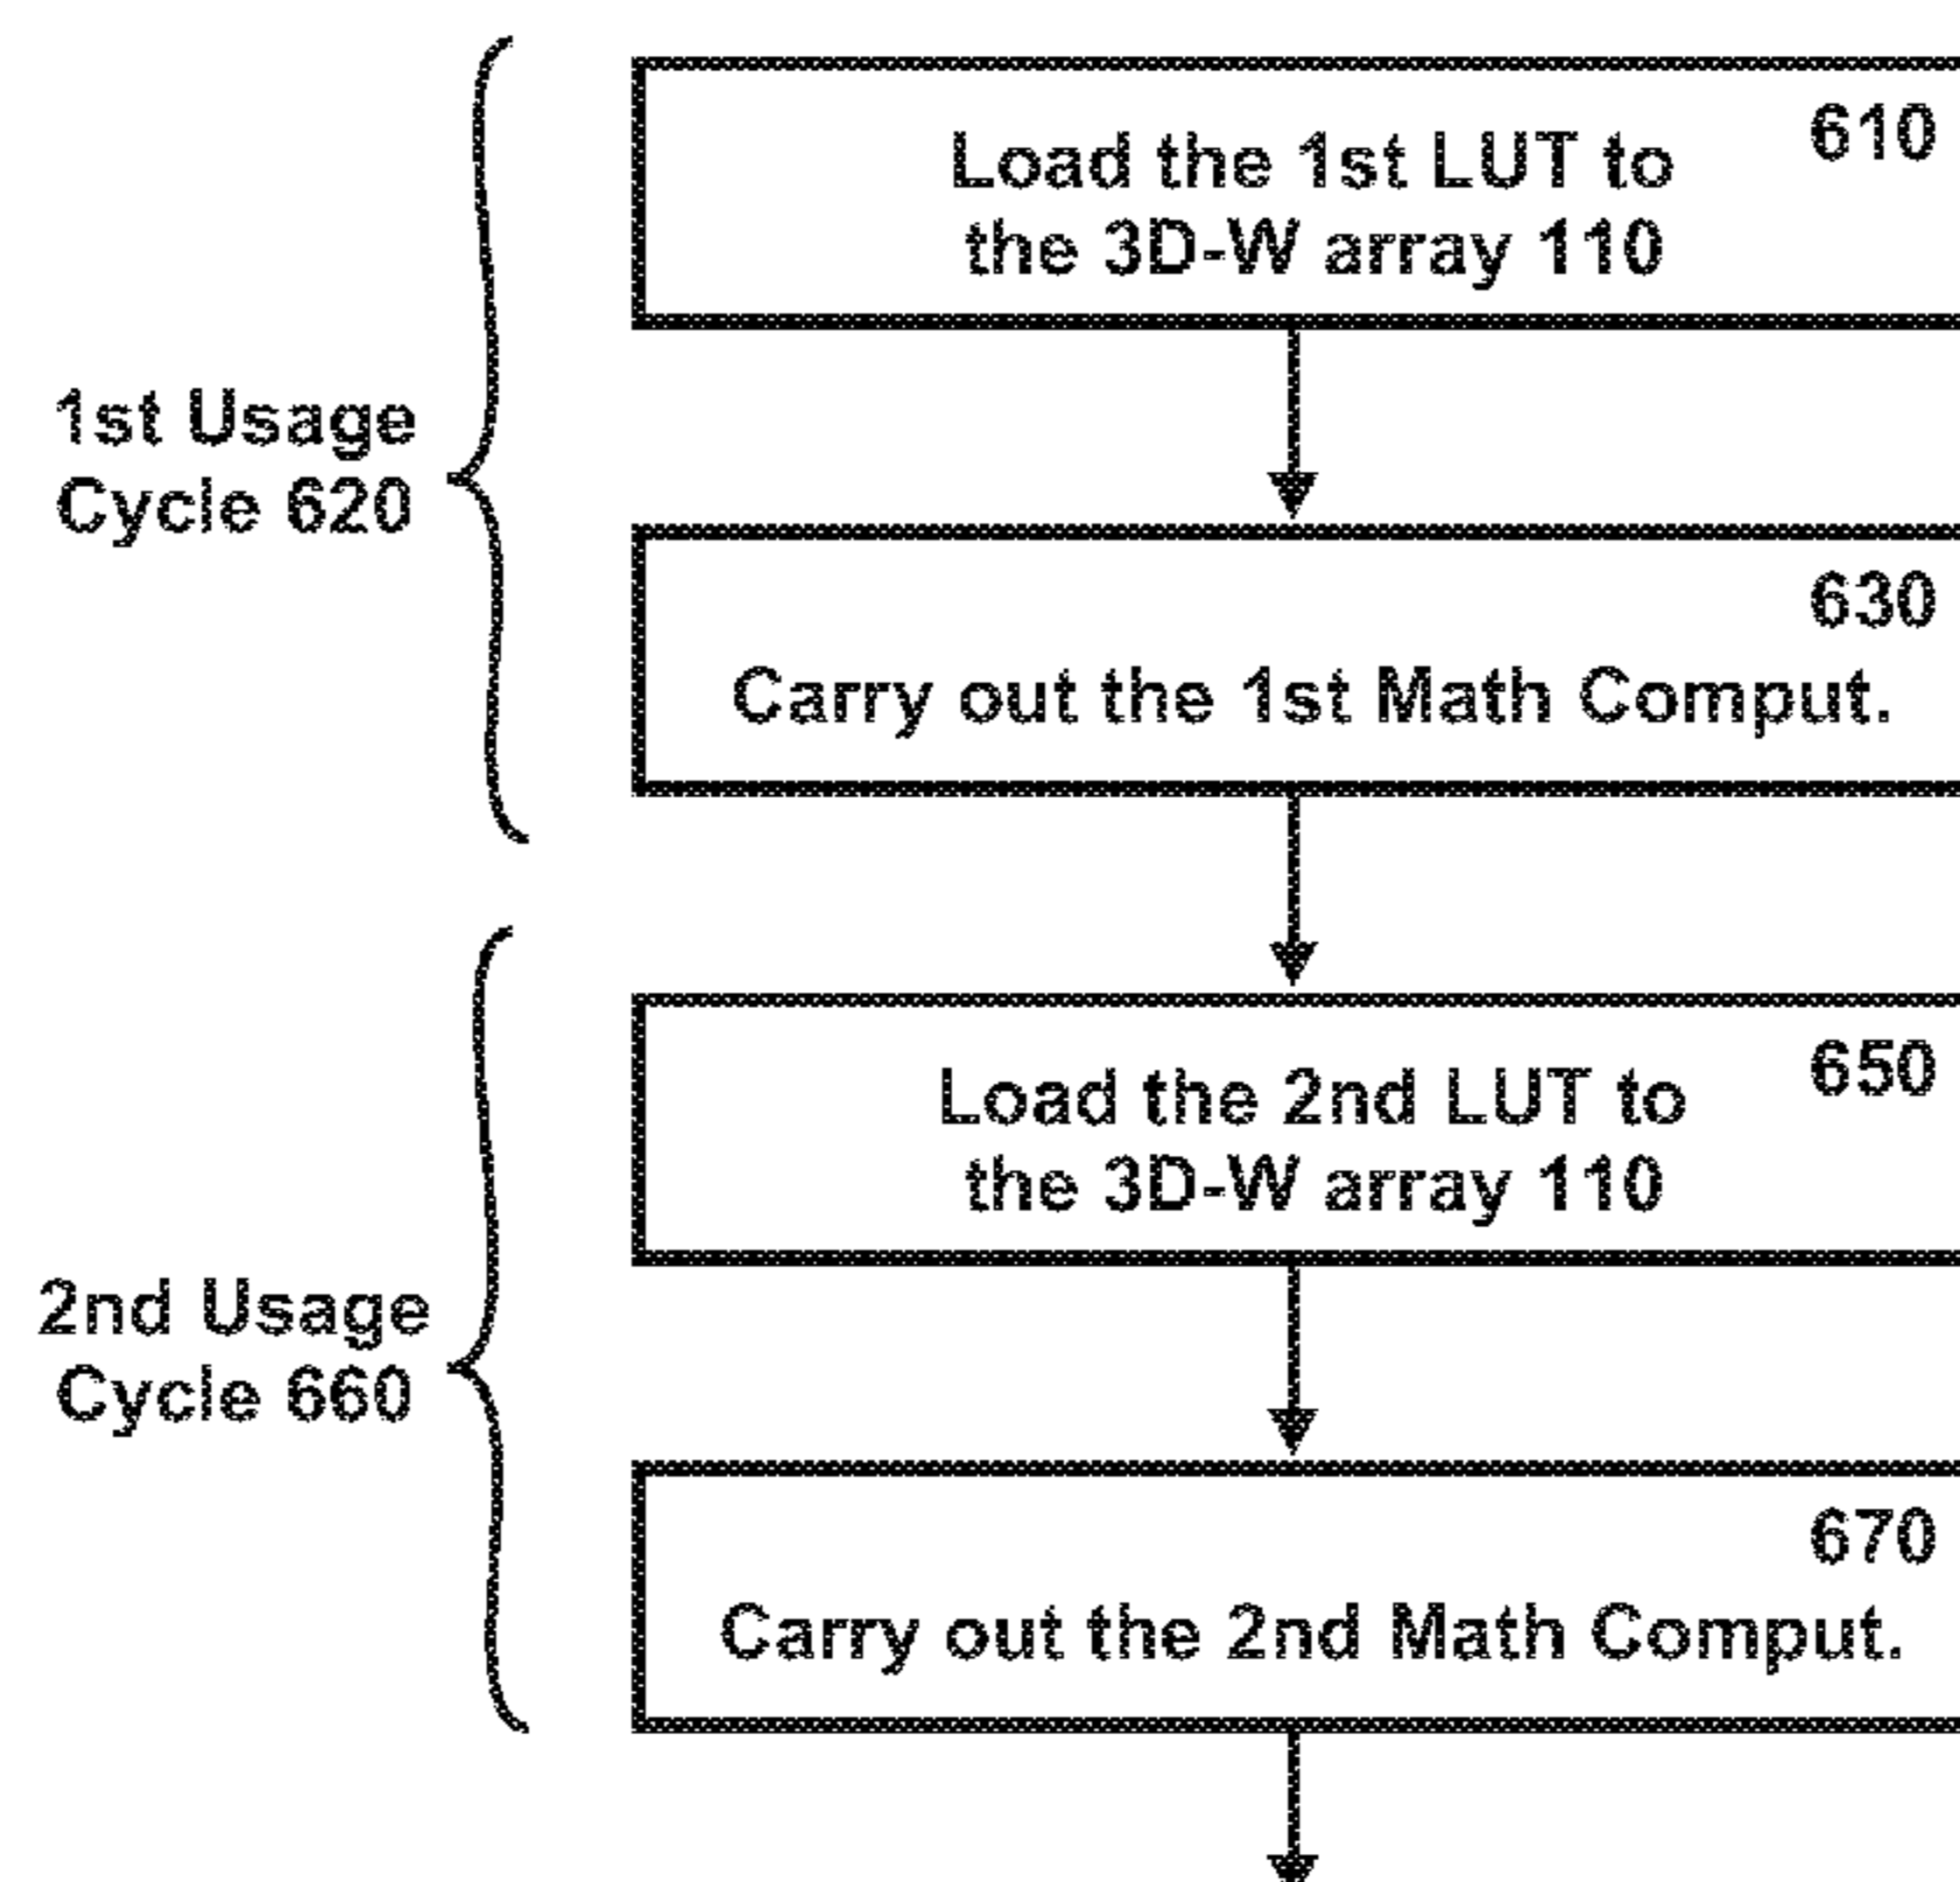 1st Usage
Cycle 620
610
Load the 1st LUT to
the 3D-W array 110
630
Carry out the 1st Math Comput.
2nd Usage
Cycle 660
650
Load the 2nd LUT to
the 3D-W array 110
670
Carry out the 2nd Math Comput.